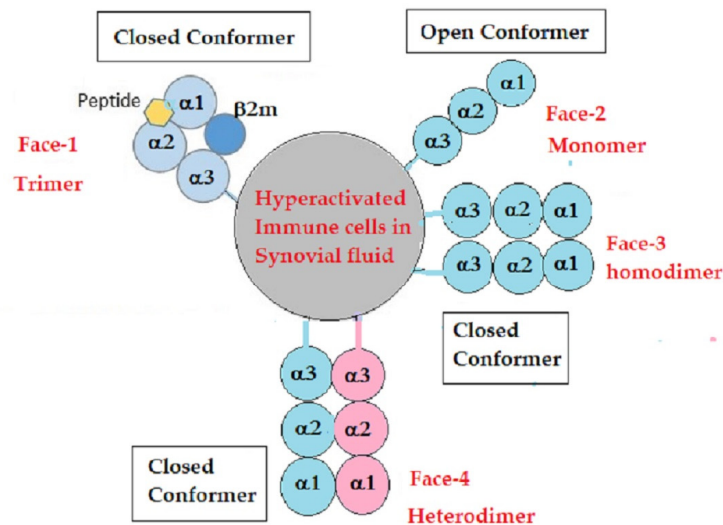 Closed Conformer
Open Conformer
Peptide
α1
β2m
α2
α3
Face-1
Trimer
α1
α2
α3
Face-2
Monomer
Hyperactivated
Immune cells in
Synovial fluid
α3 α2 α1
α3 α2 α1
Face-3
homodimer
Closed
Conformer
α3 α3
α2 α2
α1 α1
Closed
Conformer
Face-4
Heterodimer